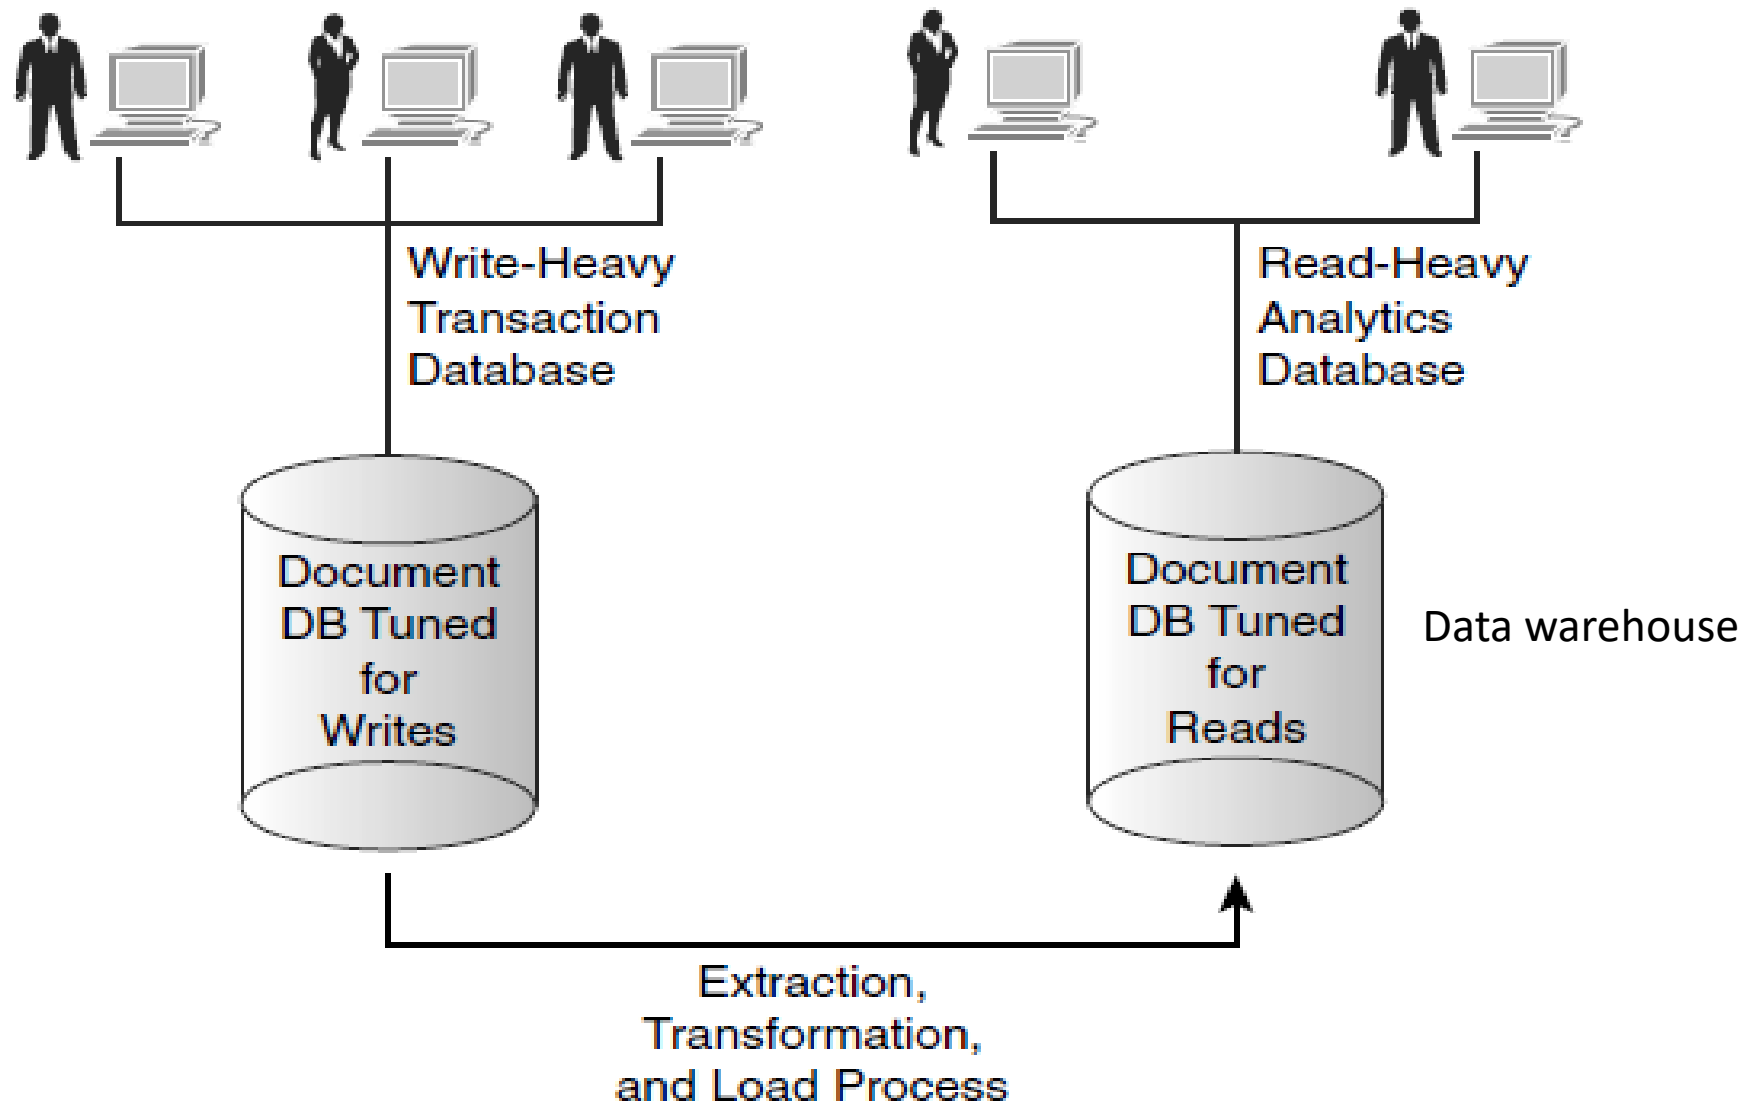 Write-Heavy
Transaction
Database
Read-Heavy
Analytics
Database
Document
DB Tuned
for
Writes
Document
DB Tuned
for
Reads
Data warehouse
Extraction,
Transformation,
and Load Process